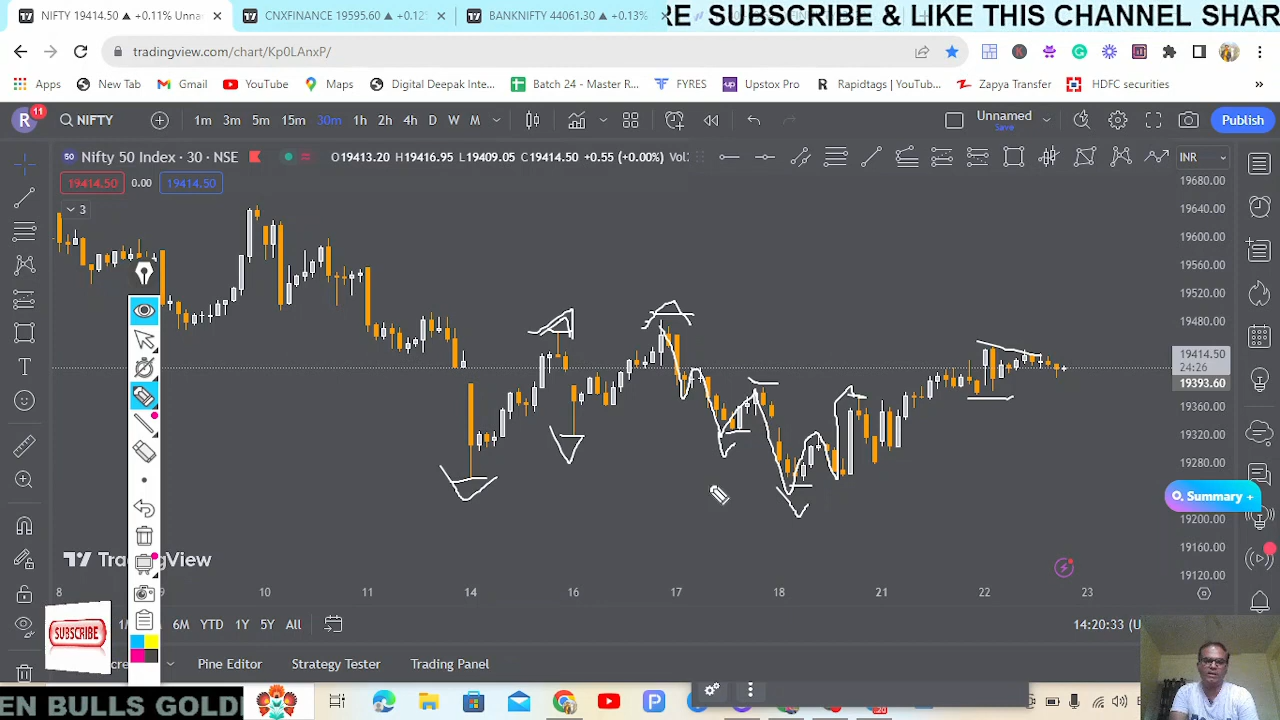 NIFTY 19414.50 ▲ +0.11% Unna
CNXFINANCE 19595.60 ▲ +0.12%
BANKNIFTY 44061.30 ▲ +0.13%
RE SUBSCRIBE & LIKE THIS CHANNEL SHAR
tradingview.com/chart/Kp0LAnxP/
Apps New Tab Gmail YouTube Maps Digital Deepak Inte... Batch 24 - Master R... FYRES Upstox Pro Rapidtags | YouT... Zapya Transfer HDFC securities »
R 11 NIFTY 1m 3m 5m 15m 30m 1h 2h 4h D W M Unnamed Save Publish
50 Nifty 50 Index · 30 · NSE O19413.20 H19416.95 L19409.05 C19414.50 +0.55 (+0.00%) Vol INR
19414.50 0.00 19414.50
3
19680.00
19640.00
19600.00
19560.00
19520.00
19480.00
19414.50
24:26
19393.60
19360.00
19320.00
19280.00
Summary +
19200.00
19160.00
19120.00
8 10 11 14 16 17 18 21 22 23
SUBSCRIBE
6M YTD 1Y 5Y All
14:20:33 (U
Pine Editor Strategy Tester Trading Panel
EN BULLS GOLD